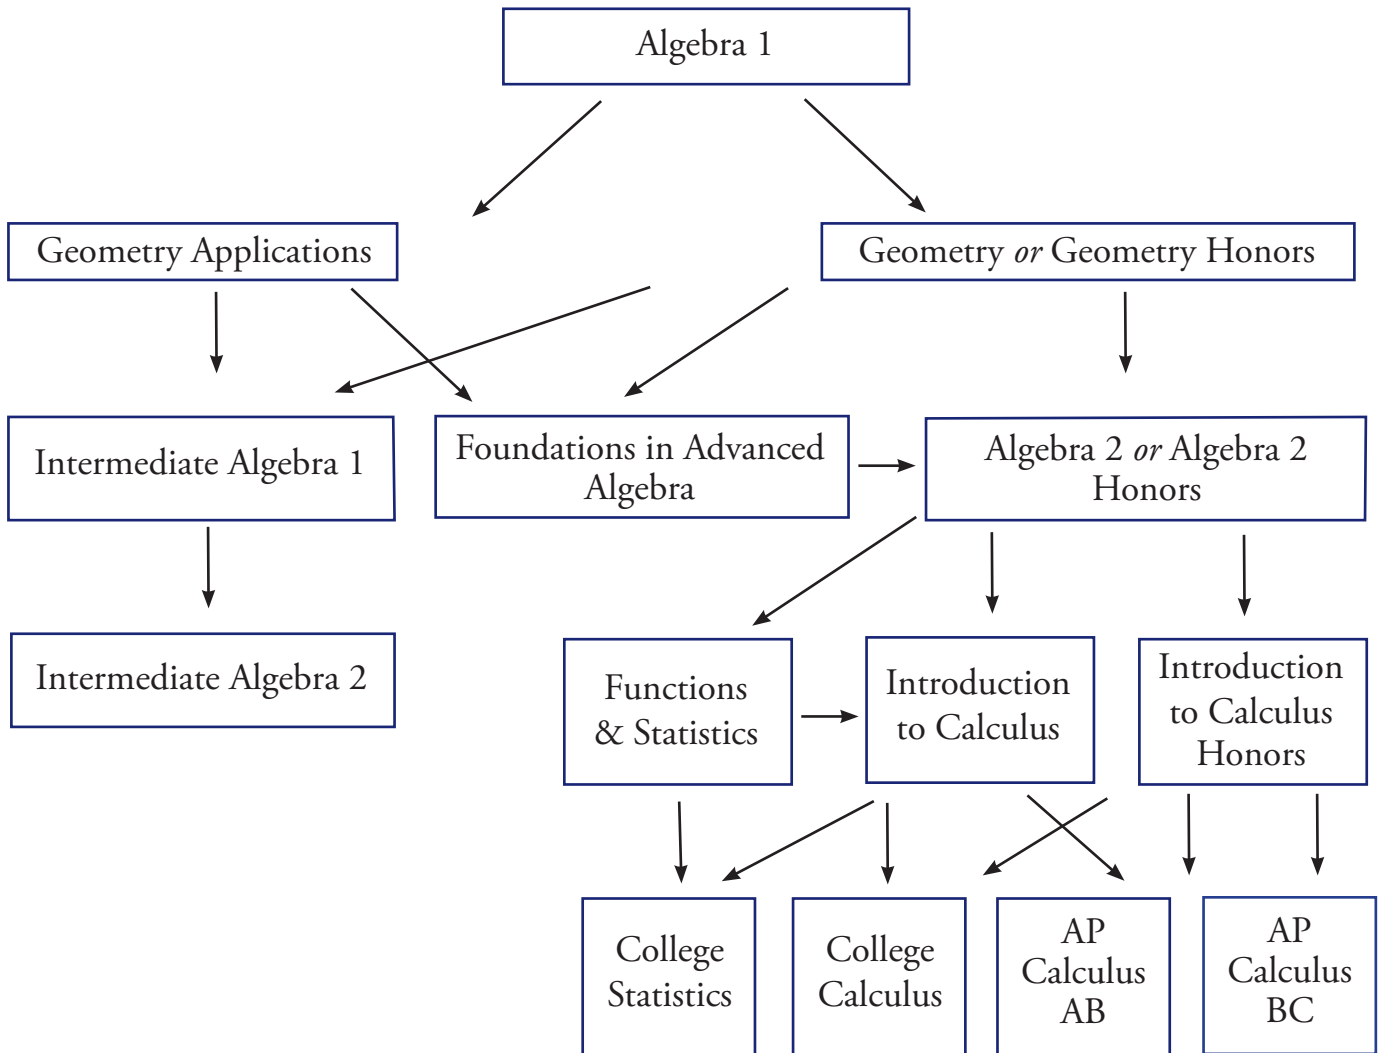 Algebra 1
Geometry Applications
Geometry or Geometry Honors
Intermediate Algebra 1
Foundations in Advanced
Algebra
Algebra 2 or Algebra 2
Honors
Intermediate Algebra 2
Functions
& Statistics
Introduction
to Calculus
Introduction
to Calculus
Honors
College
Statistics
College
Calculus
AP
Calculus
AB
AP
Calculus
BC